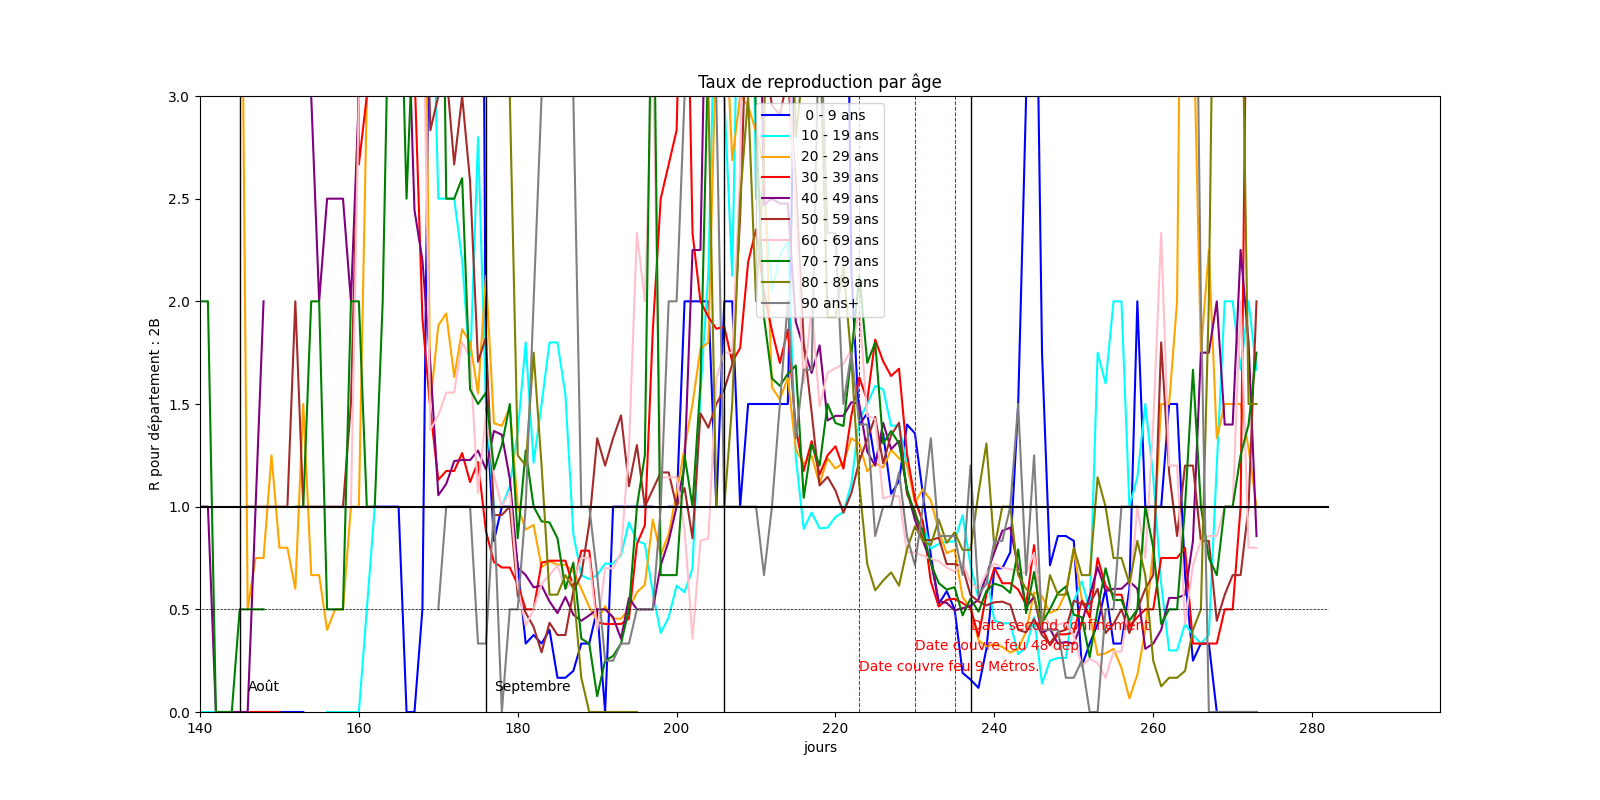 Taux de reproduction par âge
R pour département : 2B
3.0
2.5
2.0
1.5
1.0
0.5
0.0
0 - 9 ans
10 - 19 ans
20 - 29 ans
30 - 39 ans
40 - 49 ans
50 - 59 ans
60 - 69 ans
70 - 79 ans
80 - 89 ans
90 ans+
Date second confinement
Date couvre feu 48 dép.
Date couvre feu 9 Métros.
Août
Septembre
140
160
180
200
220
240
260
280
jours